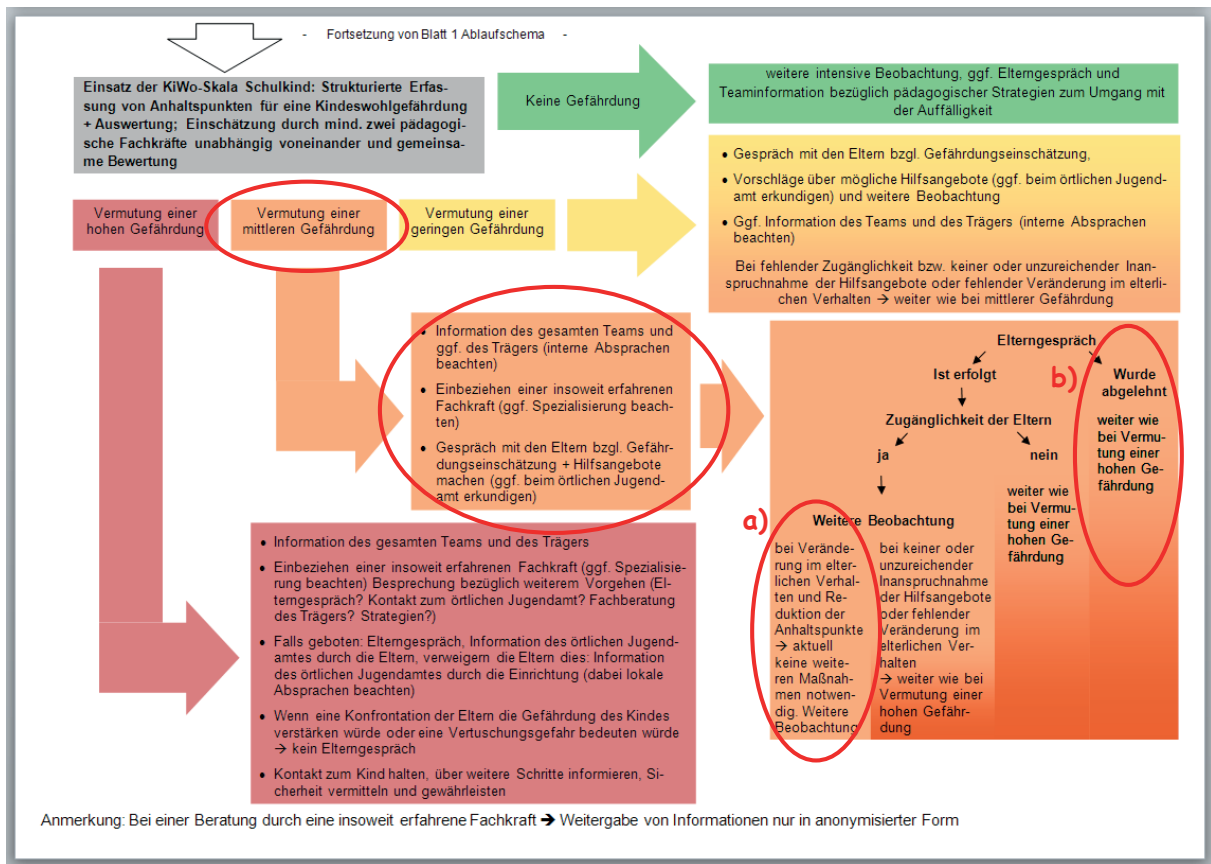 - Fortsetzung von Blatt 1 Ablaufschema -
Einsatz der KiWo-Skala Schulkind: Strukturierte Erfas-
sung von Anhaltspunkten für eine Kindeswohlgefährdung
+ Auswertung; Einschätzung durch mind. zwei pädagogi-
sche Fachkräfte unabhängig voneinander und gemeinsa-
me Bewertung
Keine Gefährdung
weitere intensive Beobachtung, ggf. Elterngespräch und
Teaminformation bezüglich pädagogischer Strategien zum Umgang mit
der Auffälligkeit
Vermutung einer
hohen Gefährdung
Vermutung einer
mittleren Gefährdung
Vermutung einer
geringen Gefährdung
• Gespräch mit den Eltern bzgl. Gefährdungseinschätzung,
• Vorschläge über mögliche Hilfsangebote (ggf. beim örtlichen Jugend-
amt erkundigen) und weitere Beobachtung
• Ggf. Information des Teams und des Trägers (interne Absprachen
beachten)
Bei fehlender Zugänglichkeit bzw. keiner oder unzureichender Inan-
spruchnahme der Hilfsangebote oder fehlender Veränderung im elterli-
chen Verhalten → weiter wie bei mittlerer Gefährdung
• Information des gesamten Teams und
ggf. des Trägers (interne Absprachen
beachten)
• Einbeziehen einer insoweit erfahrenen
Fachkraft (ggf. Spezialisierung beach-
ten)
• Gespräch mit den Eltern bzgl. Gefähr-
dungseinschätzung + Hilfsangebote
machen (ggf. beim örtlichen Jugend-
amt erkundigen)
Elterngespräch
Ist erfolgt
b)
Wurde
abgelehnt
Zugänglichkeit der Eltern
ja
nein
weiter wie
bei Vermu-
tung einer
hohen Ge-
fährdung
weiter wie
bei Vermu-
tung einer
hohen Ge-
fährdung
a)
Weitere Beobachtung
bei Verände-
rung im elter-
lichen Verhal-
ten und Re-
duktion der
Anhaltspunkte
→ aktuell
keine weite-
ren Maßnah-
men notwen-
dig. Weitere
Beobachtung
bei keiner oder
unzureichender
Inanspruchnahme
der Hilfsangebote
oder fehlender
Veränderung im
elterlichen Ver-
halten
→ weiter wie bei
Vermutung einer
hohen Gefähr-
dung
• Information des gesamten Teams und des Trägers
• Einbeziehen einer insoweit erfahrenen Fachkraft (ggf. Spezialisie-
rung beachten) Besprechung bezüglich weiterem Vorgehen (El-
terngespräch? Kontakt zum örtlichen Jugendamt? Fachberatung
des Trägers? Strategien?)
• Falls geboten: Elterngespräch, Information des örtlichen Jugend-
amtes durch die Eltern, verweigern die Eltern dies: Information
des örtlichen Jugendamtes durch die Einrichtung (dabei lokale
Absprachen beachten)
• Wenn eine Konfrontation der Eltern die Gefährdung des Kindes
verstärken würde oder eine Vertuschungsgefahr bedeuten würde
→ kein Elterngespräch
• Kontakt zum Kind halten, über weitere Schritte informieren, Si-
cherheit vermitteln und gewährleisten
Anmerkung: Bei einer Beratung durch eine insoweit erfahrene Fachkraft → Weitergabe von Informationen nur in anonymisierter Form